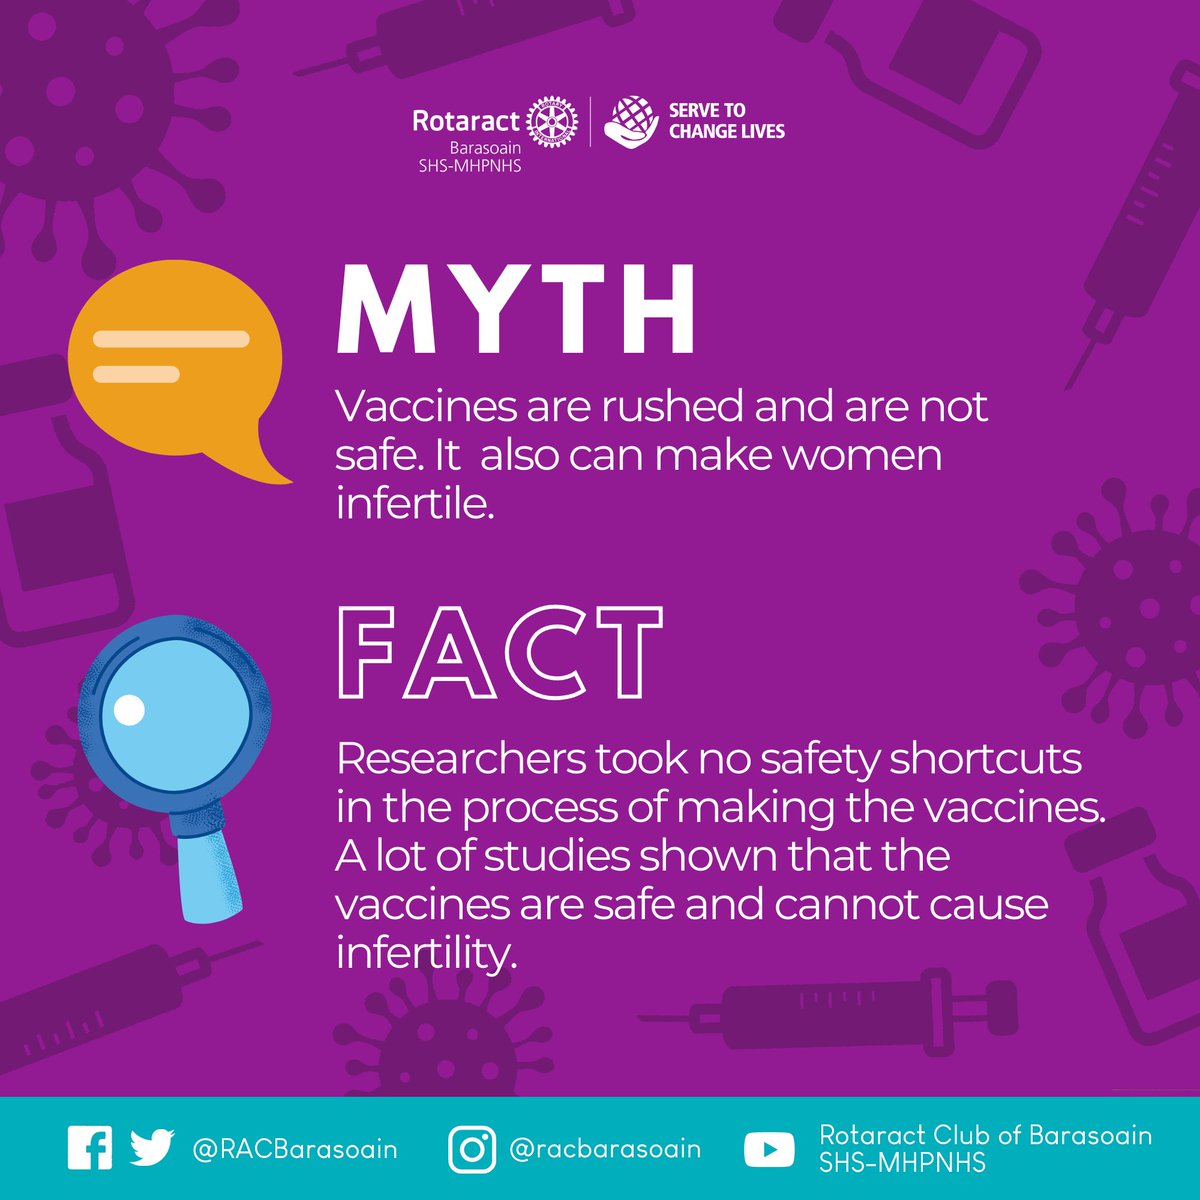 Rotaract
Barasoain
SHS-MHPNHS
SERVE TO
CHANGE LIVES
MYTH
Vaccines are rushed and are not
safe. It  also can make women
infertile.
FACT
Researchers took no safety shortcuts
in the process of making the vaccines.
A lot of studies shown that the
vaccines are safe and cannot cause
infertility.
@RACBarasoain
@racbarasoain
Rotaract Club of Barasoain
SHS-MHPNHS